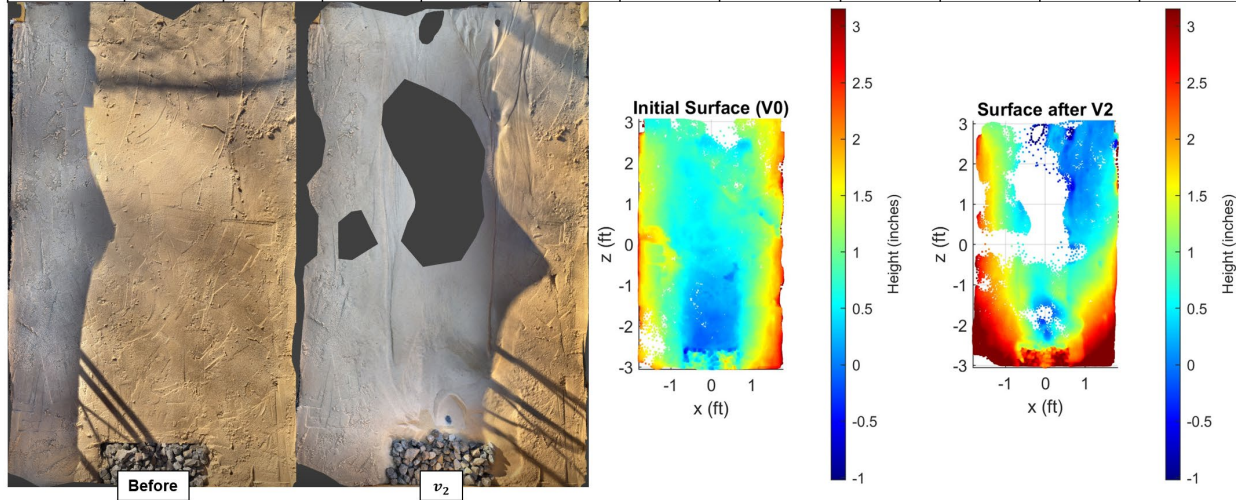 Before
v₂
Initial Surface (V0)
3
2
1
0
-1
-2
-3
z (ft)
-1 0 1
x (ft)
3
2.5
2
1.5
1
0.5
0
-0.5
-1
Height (inches)
Surface after V2
3
2
1
0
-1
-2
-3
z (ft)
-1 0 1
x (ft)
3
2.5
2
1.5
1
0.5
0
-0.5
-1
Height (inches)